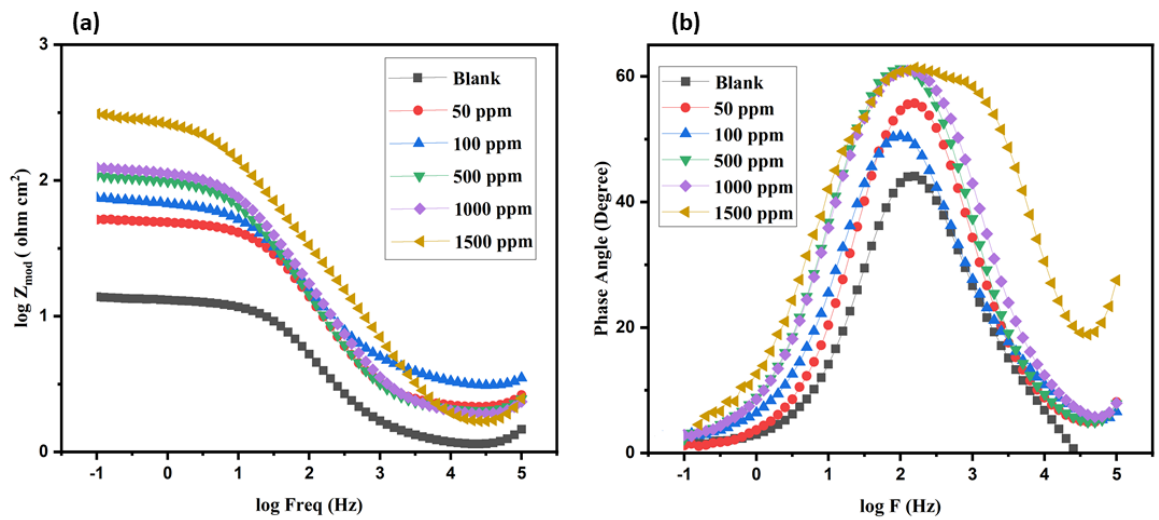 (a)
3
2
1
0
log Z_mod( ohm cm²)
-1 0 1 2 3 4 5
log Freq (Hz)
Blank
50 ppm
100 ppm
500 ppm
1000 ppm
1500 ppm
(b)
60
40
20
0
Phase Angle (Degree)
-1 0 1 2 3 4 5
log F (Hz)
Blank
50 ppm
100 ppm
500 ppm
1000 ppm
1500 ppm